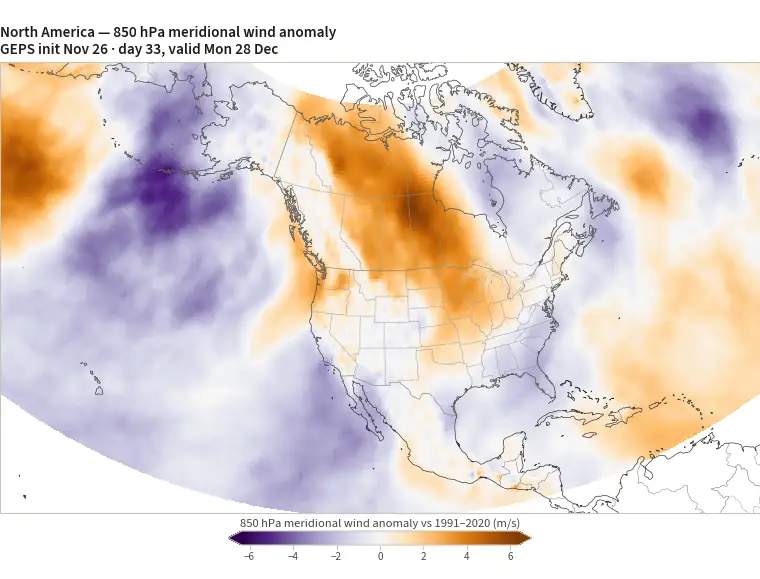 North America — 850 hPa meridional wind anomaly
GEPS init Nov 26 · day 33, valid Mon 28 Dec
850 hPa meridional wind anomaly vs 1991–2020 (m/s)
−6 −4 −2 0 2 4 6